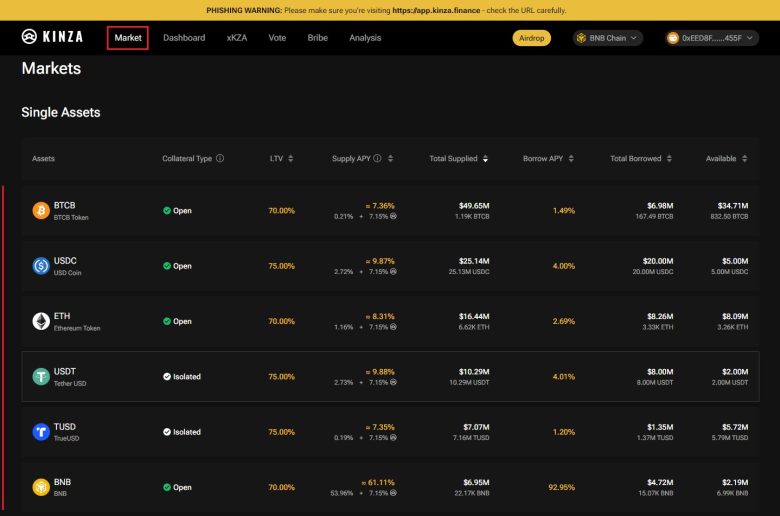 PHISHING WARNING: Please make sure you're visiting https://app.kinza.finance - check the URL carefully.
KINZA Market Dashboard xKZA Vote Bribe Analysis Airdrop BNB Chain 0xEED8F......455F
Markets
Single Assets
Assets Collateral Type LTV Supply APY Total Supplied Borrow APY Total Borrowed Available
BTCB Open 70.00% ≈ 7.36% $49.65M 1.49% $6.98M $34.71M
BTCB Token 0.21% + 7.15% 1.19K BTCB 167.49 BTCB 832.50 BTCB
USDC Open 75.00% ≈ 9.87% $25.14M 4.00% $20.00M $5.00M
USD Coin 2.72% + 7.15% 25.13M USDC 20.00M USDC 5.00M USDC
ETH Open 70.00% ≈ 8.31% $16.44M 2.69% $8.26M $8.09M
Ethereum Token 1.16% + 7.15% 6.62K ETH 3.33K ETH 3.26K ETH
USDT Isolated 75.00% ≈ 9.88% $10.29M 4.01% $8.00M $2.00M
Tether USD 2.73% + 7.15% 10.29M USDT 8.00M USDT 2.00M USDT
TUSD Isolated 75.00% ≈ 7.35% $7.07M 1.20% $1.35M $5.72M
TrueUSD 0.19% + 7.15% 7.16M TUSD 1.37M TUSD 5.79M TUSD
BNB Open 70.00% ≈ 61.11% $6.95M 92.95% $4.72M $2.19M
BNB 53.96% + 7.15% 22.17K BNB 15.07K BNB 6.99K BNB